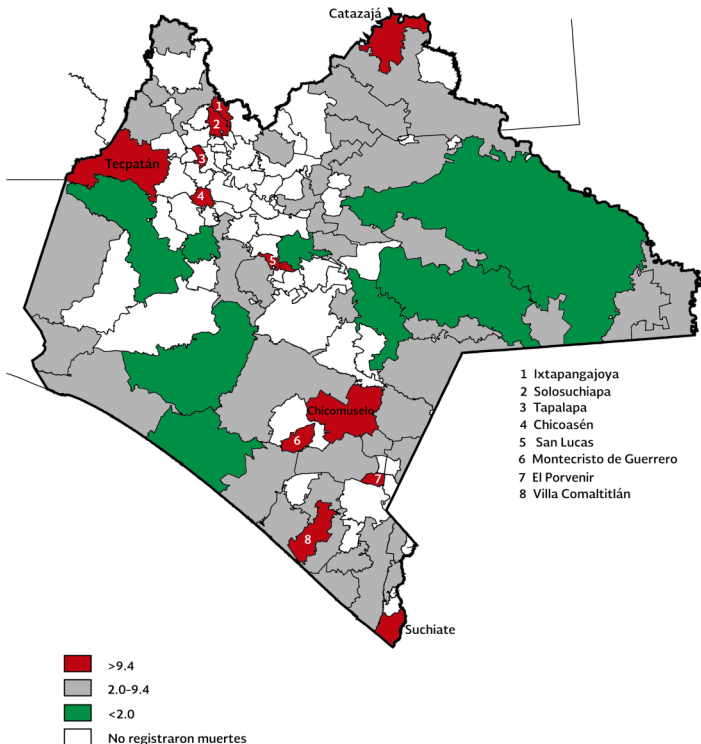 Catazajá
1
2
Tecpatán
3
4
5
1 Ixtapangajoya
2 Solosuchiapa
3 Tapalapa
4 Chicoasén
5 San Lucas
6 Montecristo de Guerrero
7 El Porvenir
8 Villa Comaltitlán
Chicomuselo
6
7
8
Suchiate
>9.4
2.0-9.4
<2.0
No registraron muertes